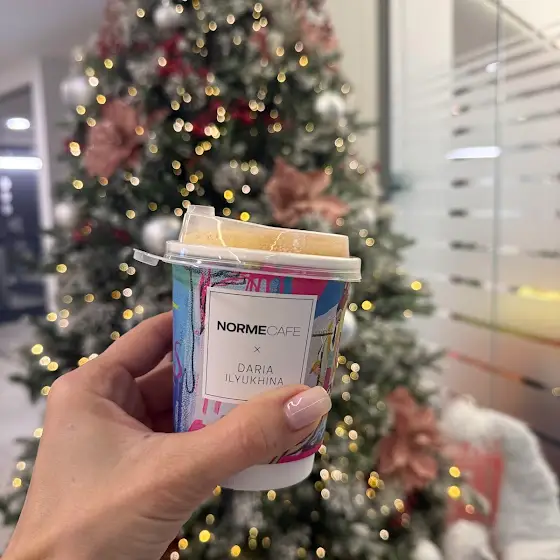 NORMECAFE
×
DARIA
ILYUKHINA